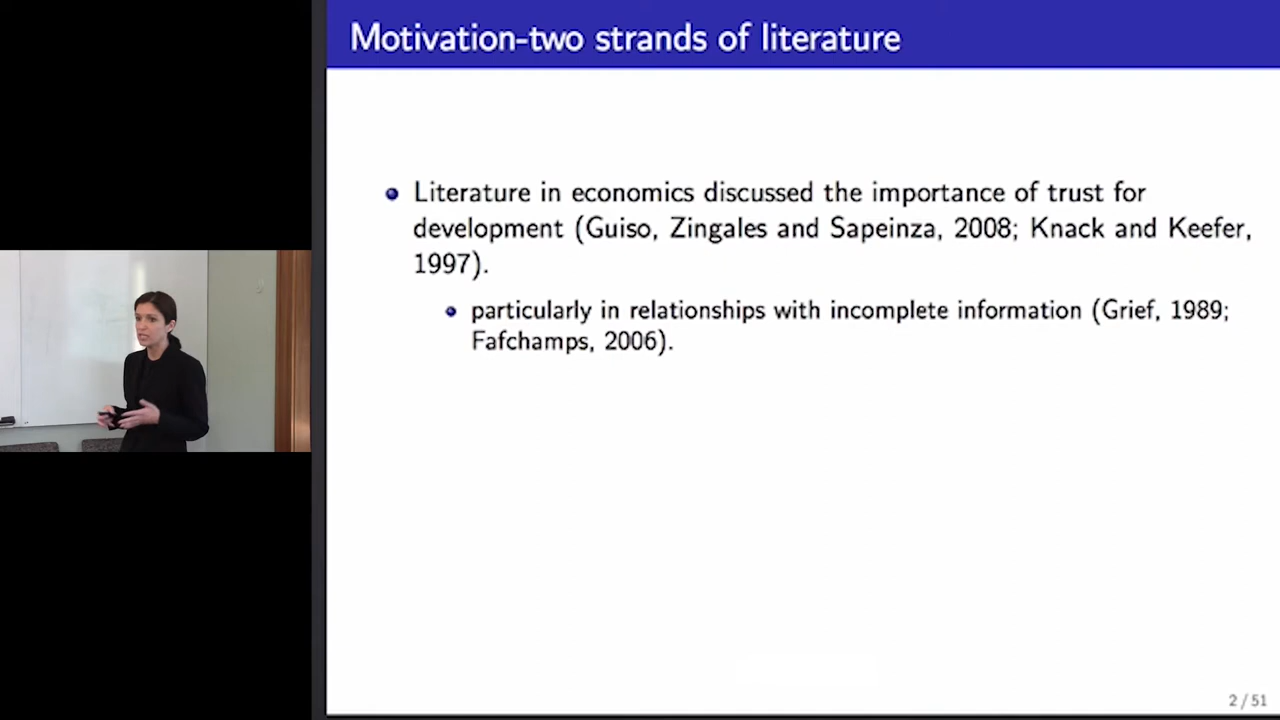 Motivation-two strands of literature
Literature in economics discussed the importance of trust for
development (Guiso, Zingales and Sapeinza, 2008; Knack and Keefer,
1997).
particularly in relationships with incomplete information (Grief, 1989;
Fafchamps, 2006).
2 / 51